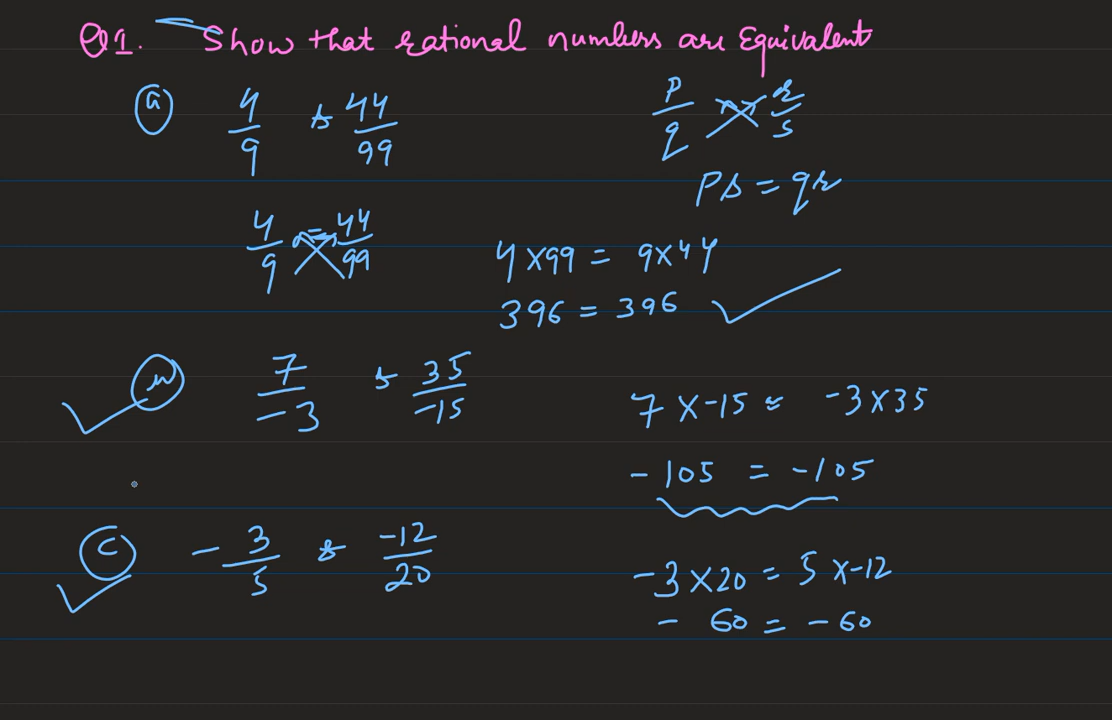 Q1. Show that rational numbers are Equivalent
(a) 4/9 & 44/99
p/q r/s
ps = qr
4/9 = 44/99
4 × 99 = 9 × 44
396 = 396 ✓
7/-3 & 35/-15
7 × -15 = -3 × 35
-105 = -105
(c) -3/5 & -12/20
-3 × 20 = 5 × -12
- 60 = - 60